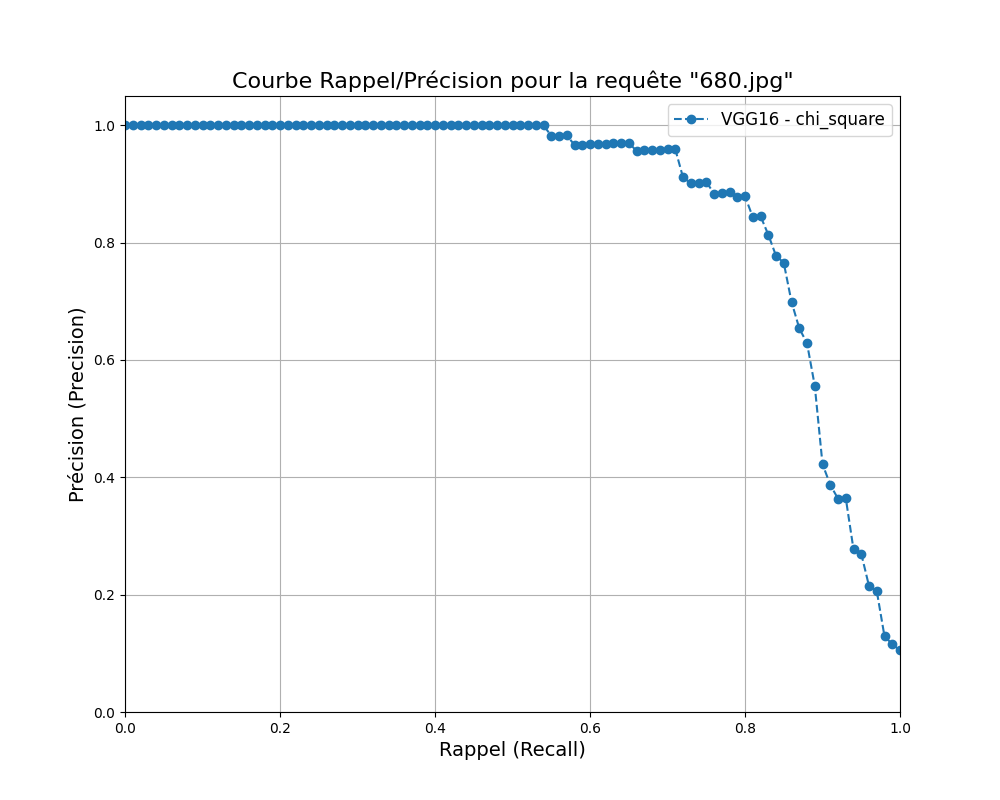 Courbe Rappel/Précision pour la requête "680.jpg"
VGG16 - chi_square
Précision (Precision)
1.0
0.8
0.6
0.4
0.2
0.0
0.0 0.2 0.4 0.6 0.8 1.0
Rappel (Recall)